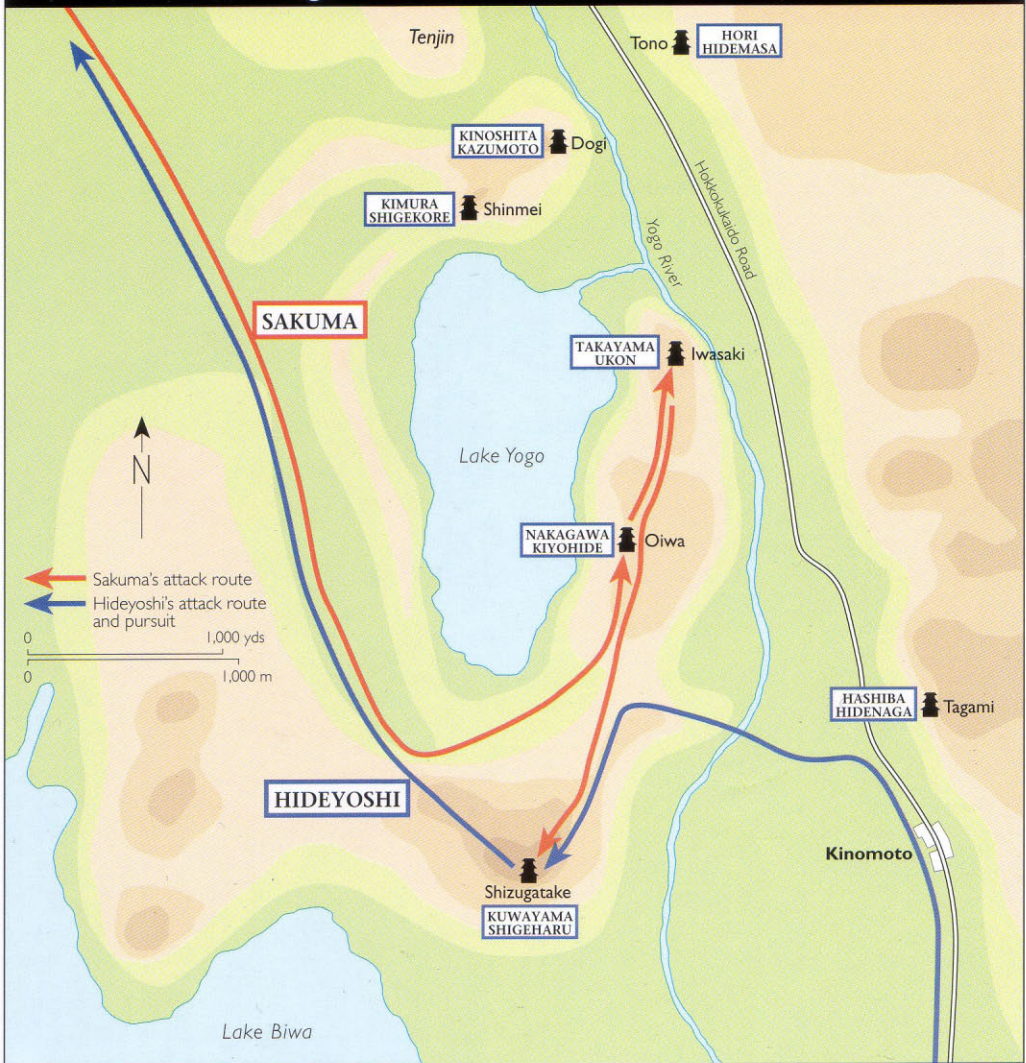 Tenjin
Tono
HORI
HIDEMASA
KINOSHITA
KAZUMOTO
Dogi
KIMURA
SHIGEKORE
Shinmei
Hokkokukaido Road
Yogo River
SAKUMA
TAKAYAMA
UKON
Iwasaki
N
Lake Yogo
NAKAGAWA
KIYOHIDE
Oiwa
Sakuma's attack route
Hideyoshi's attack route
and pursuit
0 1,000 yds
0 1,000 m
HASHIBA
HIDENAGA
Tagami
HIDEYOSHI
Kinomoto
Shizugatake
KUWAYAMA
SHIGEHARU
Lake Biwa